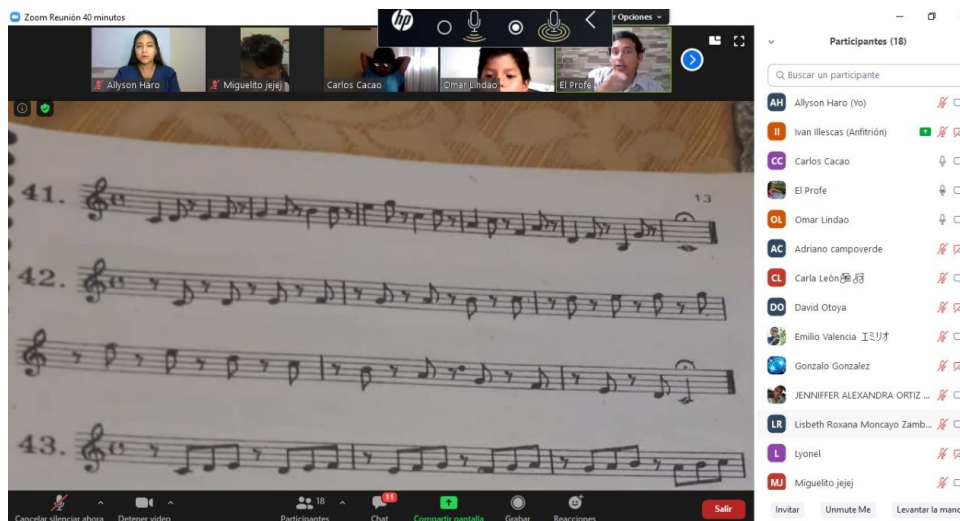 Zoom Reunión 40 minutos
hp
r Opciones
Allyson Haro
Miguelito jejej
Carlos Cacao
Omar Lindao
El Profe
Participantes (18)
Buscar un participante
AH Allyson Haro (Yo)
II Ivan Illescas (Anfitrión)
CC Carlos Cacao
El Profe
OL Omar Lindao
AC Adriano campoverde
CL Carla León
DO David Otoya
Emilio Valencia エミリオ
Gonzalo Gonzalez
JENNIFFER ALEXANDRA ORTIZ ...
LR Lisbeth Roxana Moncayo Zamb...
L Lyonel
MJ Miguelito jejej
Invitar Unmute Me Levantar la mano
13
41.
42.
43.
Cancelar silenciar ahora
Detener video
18
Participantes
11
Chat
Compartir pantalla
Grabar
Reacciones
Salir